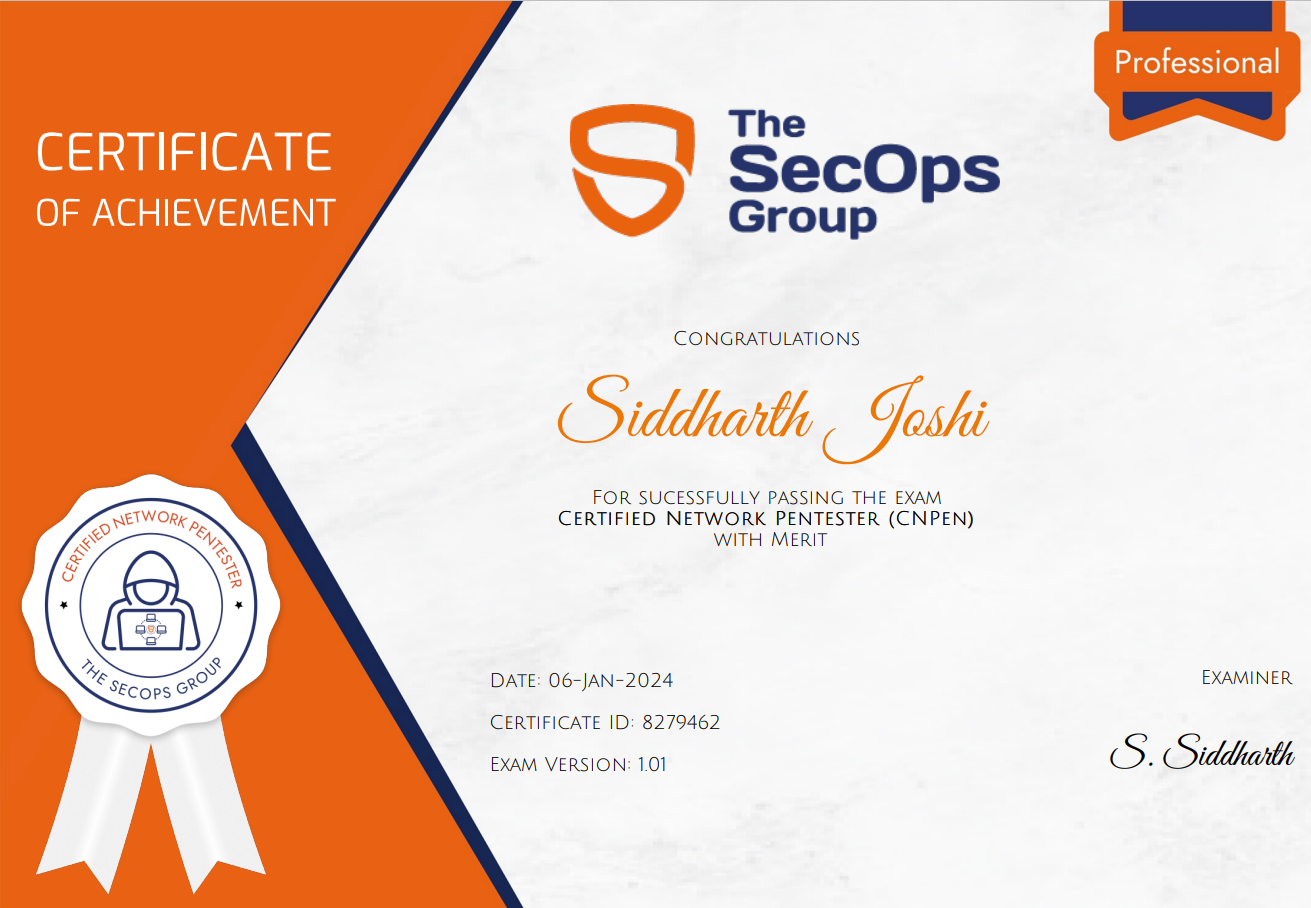 Professional
CERTIFICATE
OF ACHIEVEMENT
The
SecOps
Group
CONGRATULATIONS
Siddharth Joshi
FOR SUCESSFULLY PASSING THE EXAM
CERTIFIED NETWORK PENTESTER (CNPEN)
WITH MERIT
CERTIFIED NETWORK PENTESTER
THE SECOPS GROUP
DATE: 06-JAN-2024
CERTIFICATE ID: 8279462
EXAM VERSION: 1.01
EXAMINER
S. Siddharth